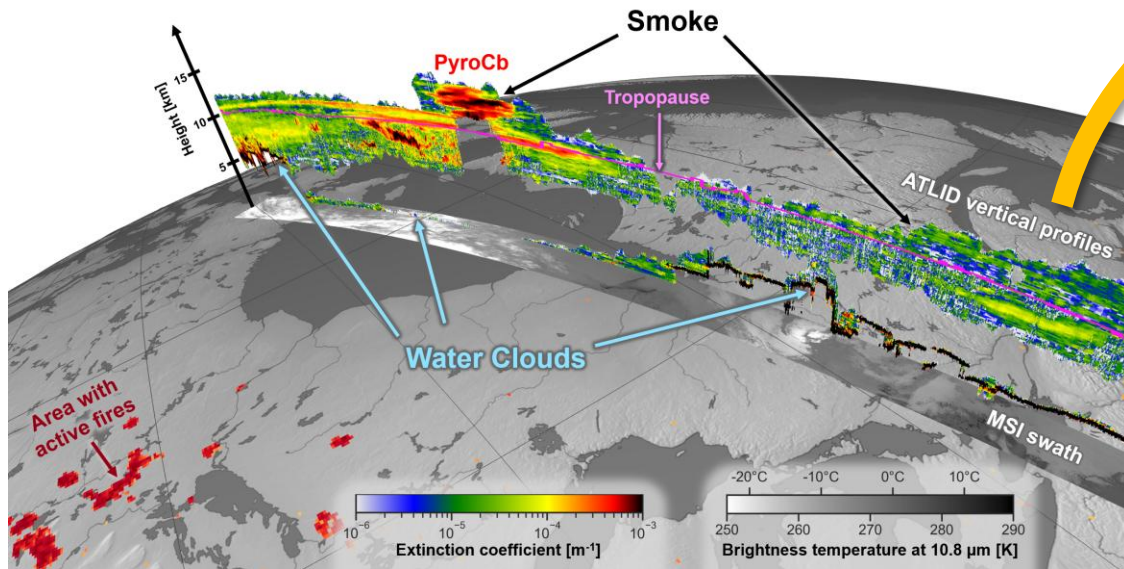 Smoke
PyroCb
15
Tropopause
Height [km]
10
5
ATLID vertical profiles
Water Clouds
Area with
active fires
MSI swath
-20°C -10°C 0°C 10°C
10⁻⁶ 10⁻⁵ 10⁻⁴ 10⁻³
250 260 270 280 290
Extinction coefficient [m⁻¹]
Brightness temperature at 10.8 µm [K]